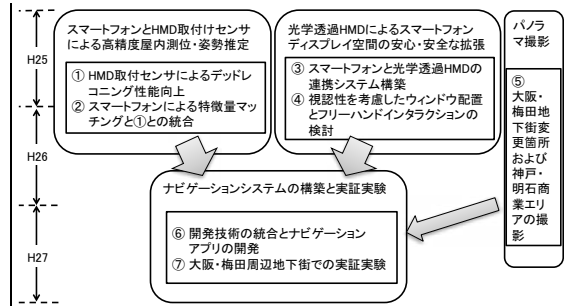 H25
H26
H27
スマートフォンとHMD取付けセンサ
による高精度屋内測位・姿勢推定
① HMD取付センサによるデッドレ
コニング性能向上
② スマートフォンによる特徴量マッ
チングと①との統合
光学透過HMDによるスマートフォン
ディスプレイ空間の安心・安全な拡張
③ スマートフォンと光学透過HMDの
連携システム構築
④ 視認性を考慮したウィンドウ配置
とフリーハンドインタラクションの
検討
パノラ
マ撮影
⑤
大阪・
梅田地
下街変
更箇所
および
神戸・
明石商
業エリ
アの撮
影
ナビゲーションシステムの構築と実証実験
⑥ 開発技術の統合とナビゲーション
アプリの開発
⑦ 大阪・梅田周辺地下街での実証実験